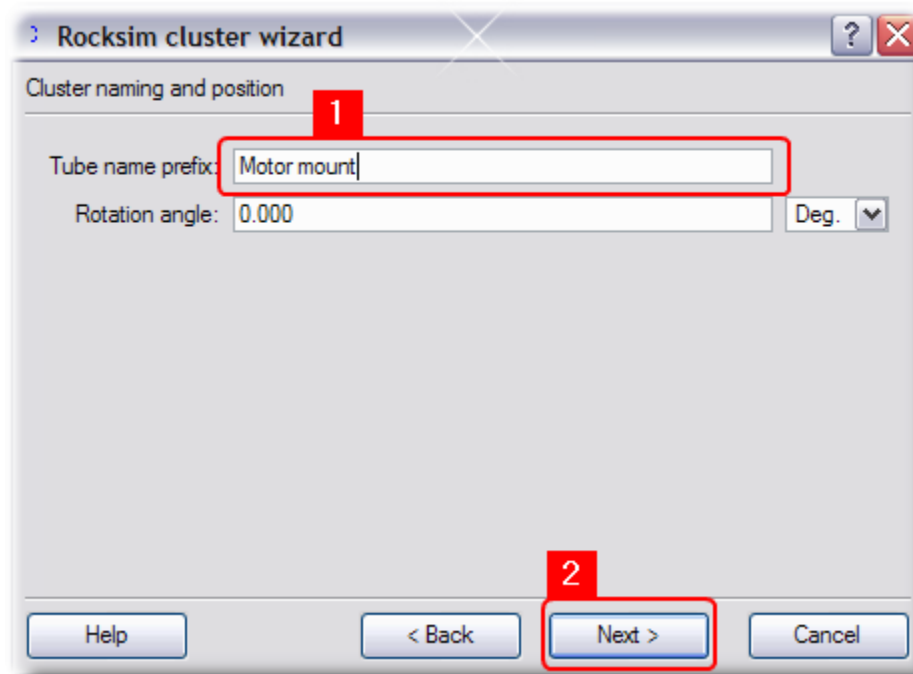 Rocksim cluster wizard
?
Cluster naming and position
1
Tube name prefix: Motor mount
Rotation angle: 0.000 Deg.
2
Help < Back Next > Cancel